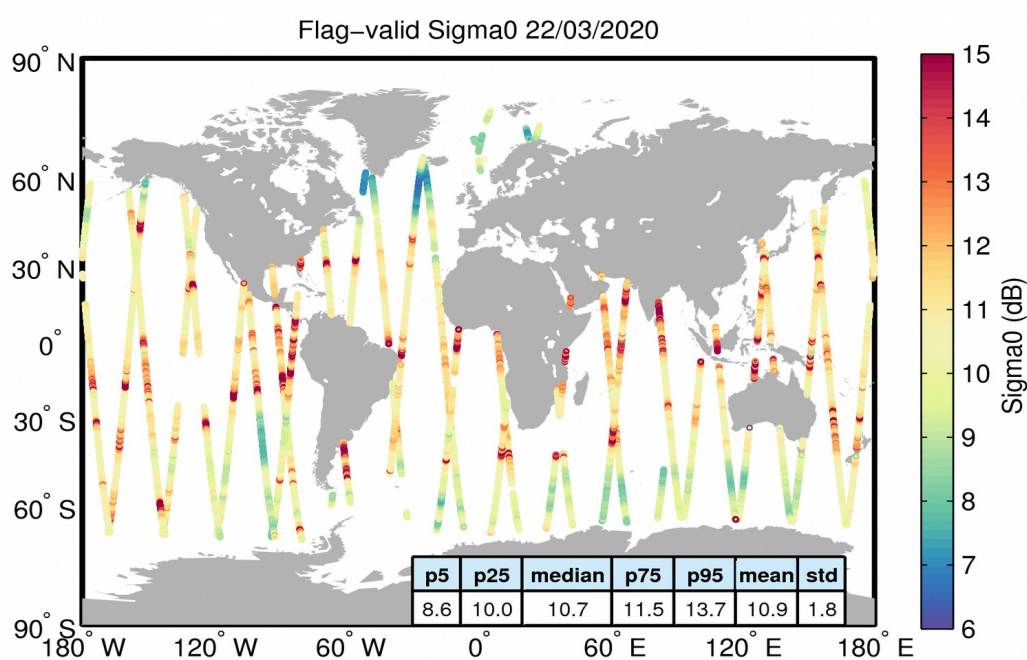 Flag−valid Sigma0 22/03/2020
90° N
60° N
30° N
0°
30° S
60° S
90° S
180° W 120° W 60° W 0° 60° E 120° E 180° E
15
14
13
12
11
10
9
8
7
6
Sigma0 (dB)
p5 p25 median p75 p95 mean std
8.6 10.0 10.7 11.5 13.7 10.9 1.8